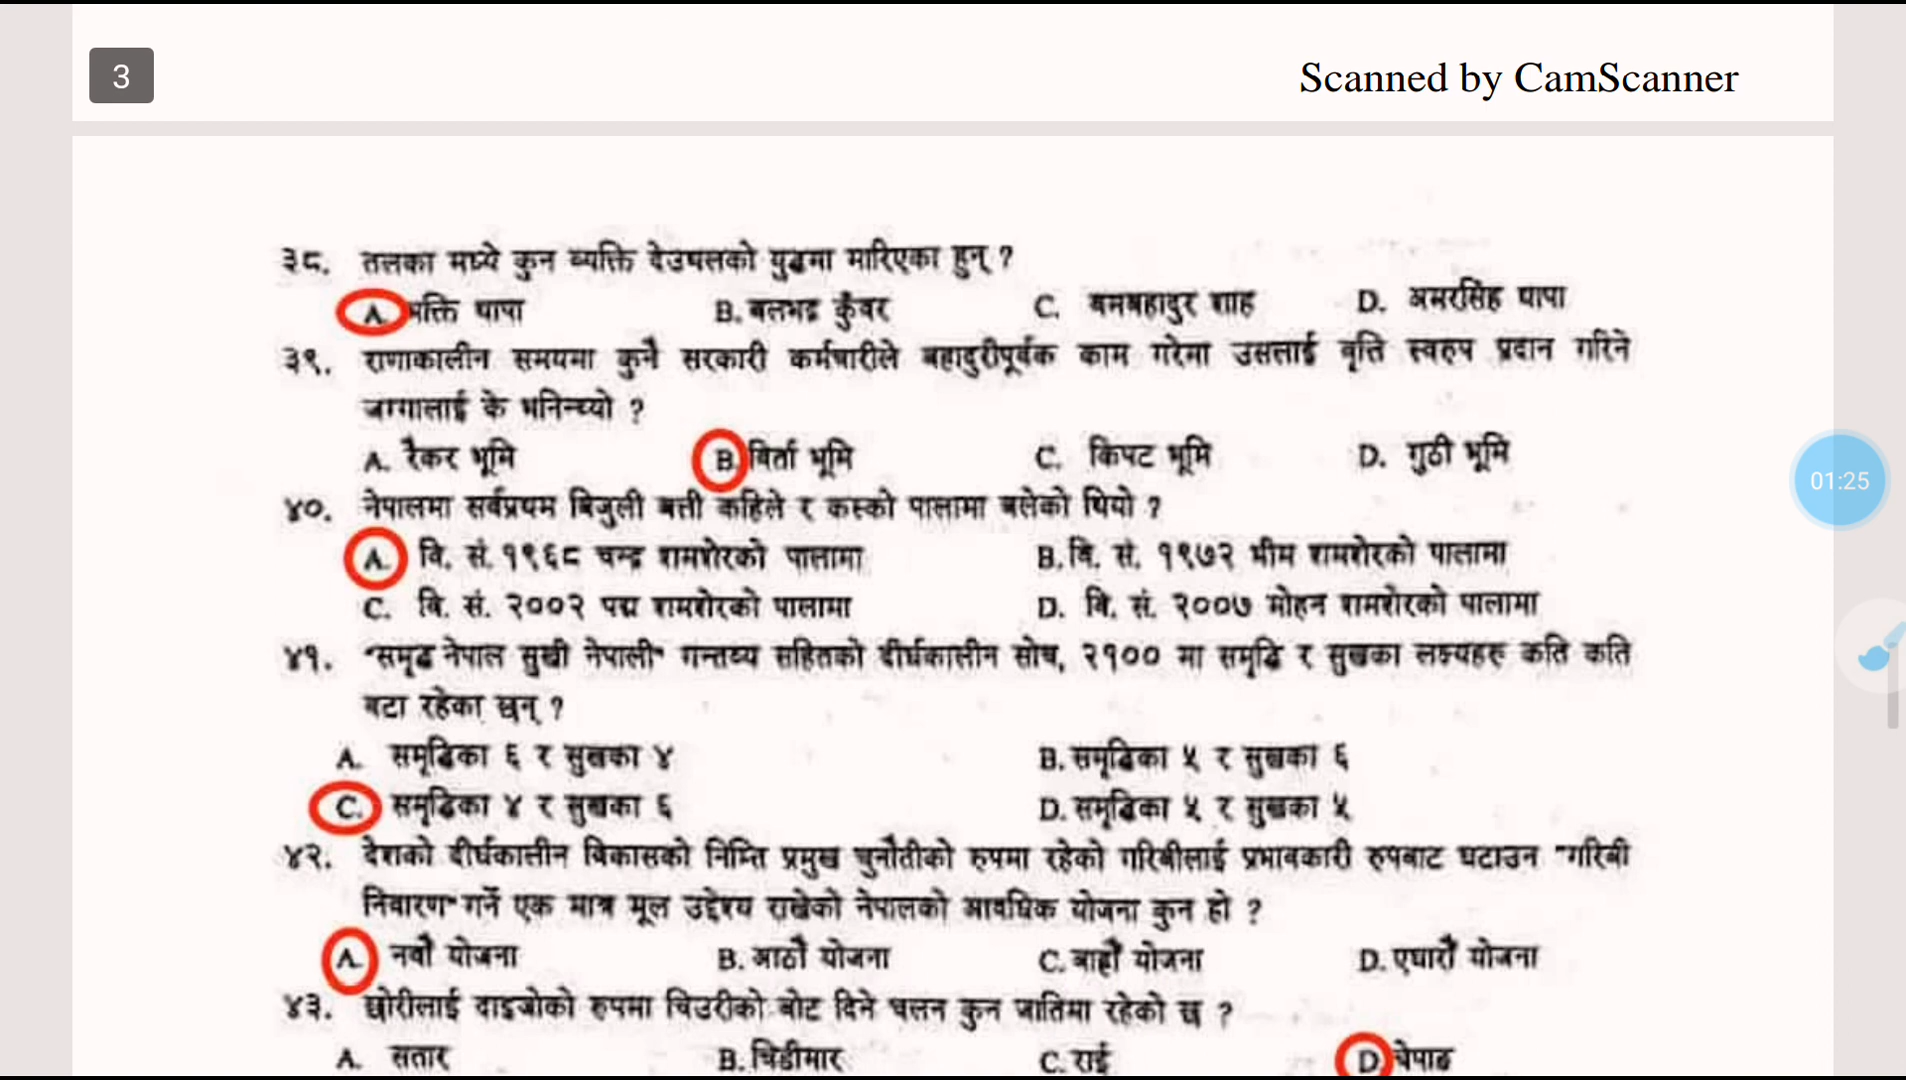 3
Scanned by CamScanner
३८. तलका मध्ये कुन व्यक्ति देउथलको युद्धमा मारिएका हुन् ?
A. भक्ति थापा B. बलभद्र कुँवर C. बमबहादुर शाह D. अमरसिंह थापा
३९. राणाकालीन समयमा कुनै सरकारी कर्मचारीले बहादुरीपूर्वक काम गरेमा उसलाई वृत्ति स्वरुप प्रदान गरिने
जग्गालाई के भनिन्थ्यो ?
A. रैकर भूमि B. विर्ता भूमि C. किपट भूमि D. गुठी भूमि
४०. नेपालमा सर्वप्रथम बिजुली बत्ती कहिले र कस्को पालामा बलेको थियो ?
A. वि. सं. १९६८ चन्द्र शमशेरको पालामा B. वि. सं. १९७२ भीम शमशेरको पालामा
C. वि. सं. २००२ पद्म शमशेरको पालामा D. वि. सं. २००७ मोहन शमशेरको पालामा
४१. "समृद्ध नेपाल सुखी नेपाली" गन्तव्य सहितको दीर्घकालीन सोच, २१०० मा समृद्धि र सुखका लक्ष्यहरु कति कति
वटा रहेका छन् ?
A. समृद्धिका ६ र सुखका ४ B. समृद्धिका ५ र सुखका ६
C. समृद्धिका ४ र सुखका ६ D. समृद्धिका ५ र सुखका ५
४२. देशको दीर्घकालीन विकासको निम्ति प्रमुख चुनौतीको रुपमा रहेको गरिबीलाई प्रभावकारी रुपबाट घटाउन "गरिबी
निवारण" गर्ने एक मात्र मूल उद्देश्य राखेको नेपालको आवधिक योजना कुन हो ?
A. नवौं योजना B. आठौं योजना C. बाह्रौं योजना D. एघारौं योजना
४३. छोरीलाई दाइजोको रुपमा चिउरीको बोट दिने चलन कुन जातिमा रहेको छ ?
A. सतार B. चिडीमार C. राई D. चेपाङ
01:25